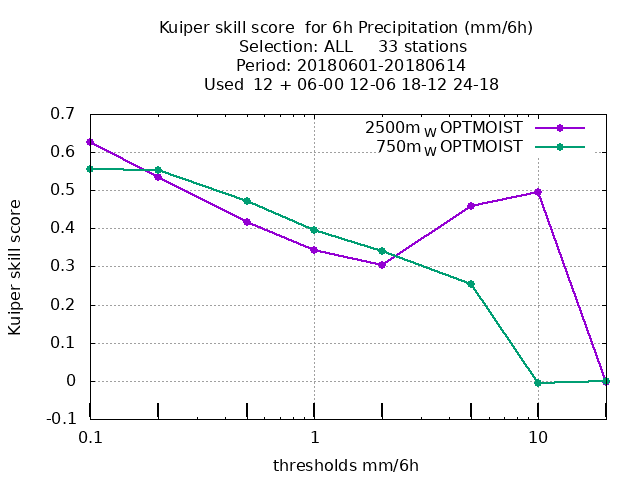 Kuiper skill score  for 6h Precipitation (mm/6h)
Selection: ALL     33 stations
Period: 20180601-20180614
Used  12 + 06-00 12-06 18-12 24-18
2500m_W OPTMOIST
750m_W OPTMOIST
0.7
0.6
0.5
0.4
0.3
0.2
0.1
0
-0.1
Kuiper skill score
0.1 1 10
thresholds mm/6h